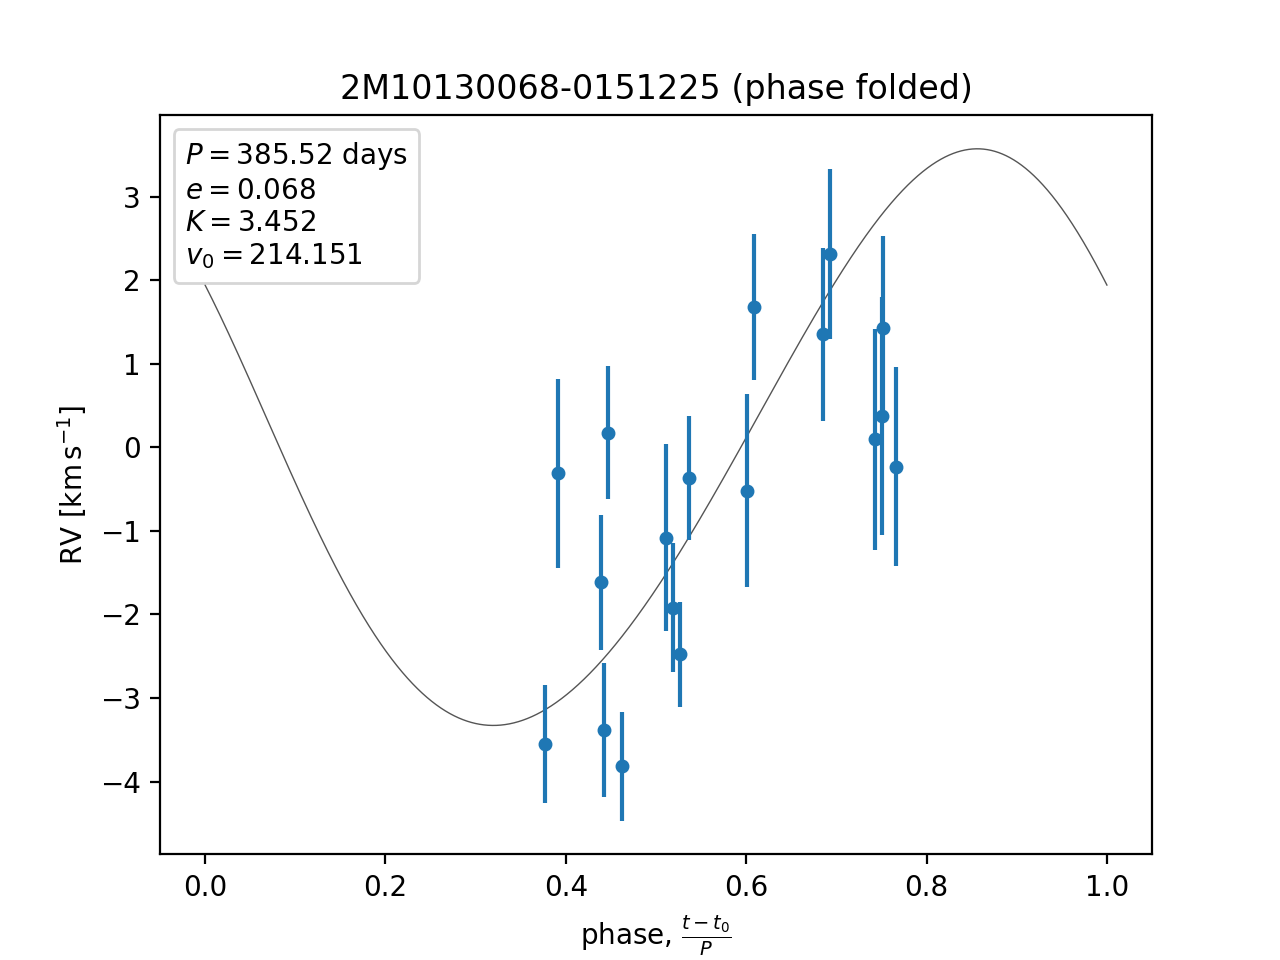 2M10130068-0151225 (phase folded)
P = 385.52 days
e = 0.068
K = 3.452
v₀ = 214.151
3
2
1
0
−1
−2
−3
−4
RV [km s⁻¹]
0.0 0.2 0.4 0.6 0.8 1.0
phase, (t − t₀)/P